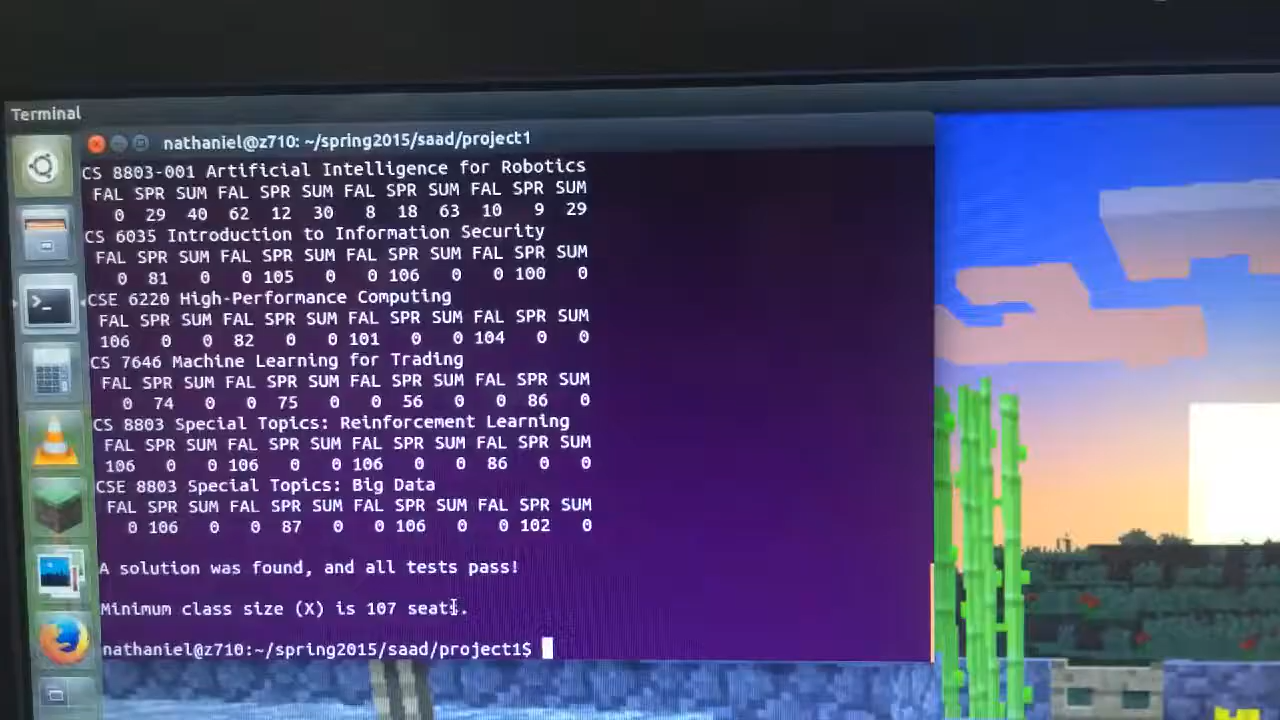 Terminal
nathaniel@z710: ~/spring2015/saad/project1
CS 8803-001 Artificial Intelligence for Robotics
FAL SPR SUM FAL SPR SUM FAL SPR SUM FAL SPR SUM
0 29 40 62 12 30 8 18 63 10 9 29
CS 6035 Introduction to Information Security
FAL SPR SUM FAL SPR SUM FAL SPR SUM FAL SPR SUM
0 81 0 0 105 0 0 106 0 0 100 0
CSE 6220 High-Performance Computing
FAL SPR SUM FAL SPR SUM FAL SPR SUM FAL SPR SUM
106 0 0 82 0 0 101 0 0 104 0 0
CS 7646 Machine Learning for Trading
FAL SPR SUM FAL SPR SUM FAL SPR SUM FAL SPR SUM
0 74 0 0 75 0 0 56 0 0 86 0
CS 8803 Special Topics: Reinforcement Learning
FAL SPR SUM FAL SPR SUM FAL SPR SUM FAL SPR SUM
106 0 0 106 0 0 106 0 0 86 0 0
CSE 8803 Special Topics: Big Data
FAL SPR SUM FAL SPR SUM FAL SPR SUM FAL SPR SUM
0 106 0 0 87 0 0 106 0 0 102 0
A solution was found, and all tests pass!
Minimum class size (X) is 107 seats.
nathaniel@z710:~/spring2015/saad/project1$